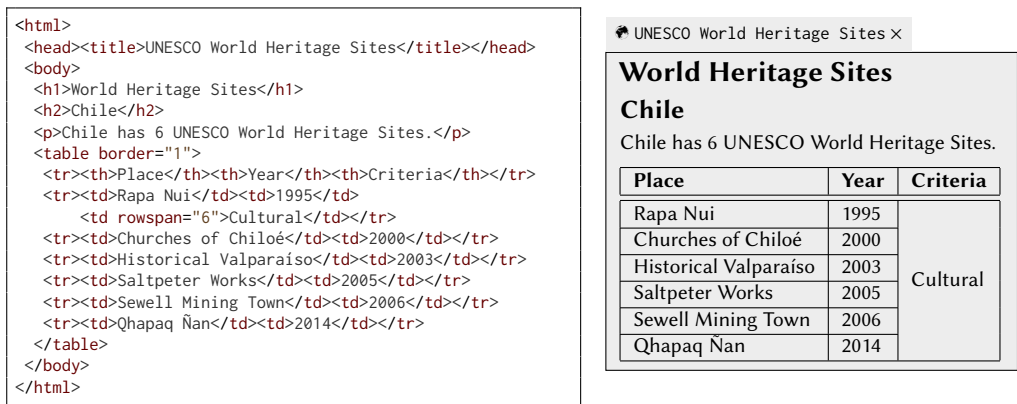 <html>
<head><title>UNESCO World Heritage Sites</title></head>
<body>
<h1>World Heritage Sites</h1>
<h2>Chile</h2>
<p>Chile has 6 UNESCO World Heritage Sites.</p>
<table border="1">
<tr><th>Place</th><th>Year</th><th>Criteria</th></tr>
<tr><td>Rapa Nui</td><td>1995</td>
<td rowspan="6">Cultural</td></tr>
<tr><td>Churches of Chiloé</td><td>2000</td></tr>
<tr><td>Historical Valparaíso</td><td>2003</td></tr>
<tr><td>Saltpeter Works</td><td>2005</td></tr>
<tr><td>Sewell Mining Town</td><td>2006</td></tr>
<tr><td>Qhapaq Ñan</td><td>2014</td></tr>
</table>
</body>
</html>
UNESCO World Heritage Sites ×
World Heritage Sites
Chile
Chile has 6 UNESCO World Heritage Sites.
Place Year Criteria
Rapa Nui 1995
Churches of Chiloé 2000
Historical Valparaíso 2003
Cultural
Saltpeter Works 2005
Sewell Mining Town 2006
Qhapaq Ñan 2014